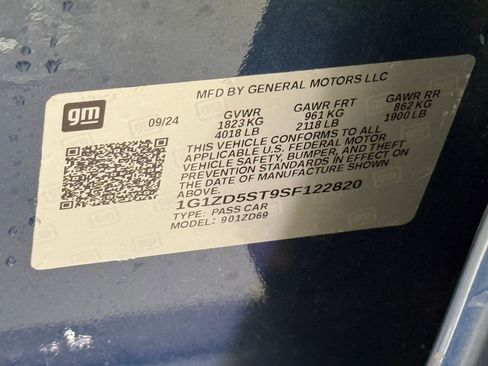 MFD BY GENERAL MOTORS LLC
gm
09/24 GVWR GAWR FRT GAWR RR
1823 KG 961 KG 862 KG
4018 LB 2118 LB 1900 LB
THIS VEHICLE CONFORMS TO ALL
APPLICABLE U.S. FEDERAL MOTOR
VEHICLE SAFETY, BUMPER, AND THEFT
PREVENTION STANDARDS IN EFFECT ON
THE DATE OF MANUFACTURE SHOWN
ABOVE.
1G1ZD5ST9SF122820
TYPE: PASS CAR
MODEL: 901ZD69